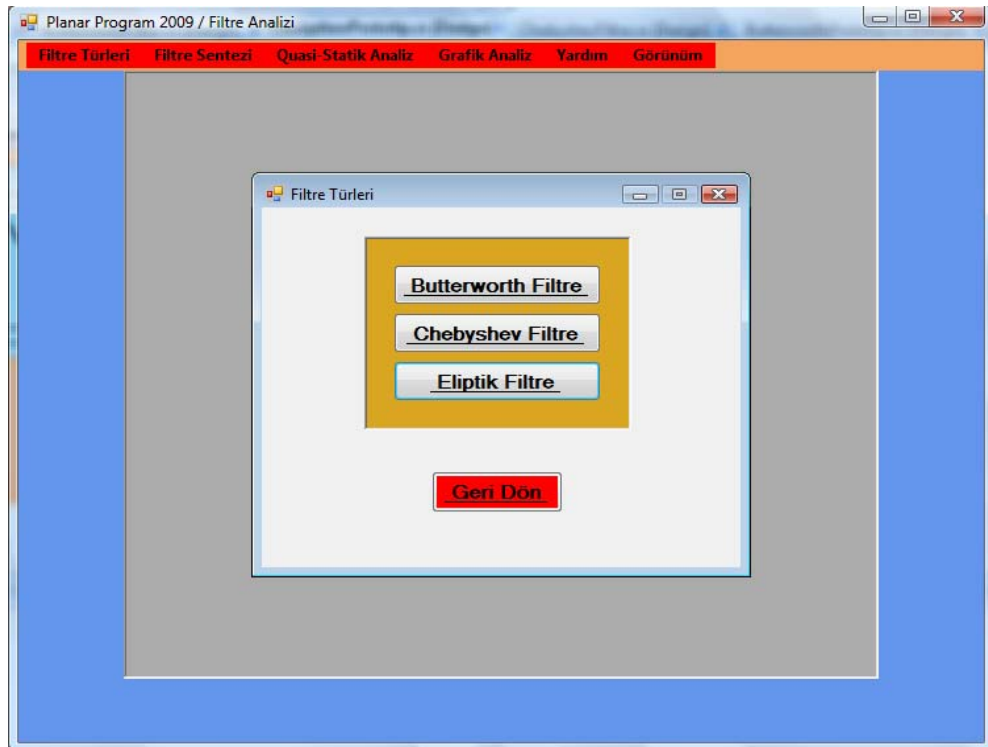 Planar Program 2009 / Filtre Analizi
Filtre Türleri Filtre Sentezi Quasi-Statik Analiz Grafik Analiz Yardım Görünüm
Filtre Türleri
Butterworth Filtre
Chebyshev Filtre
Eliptik Filtre
Geri Dön